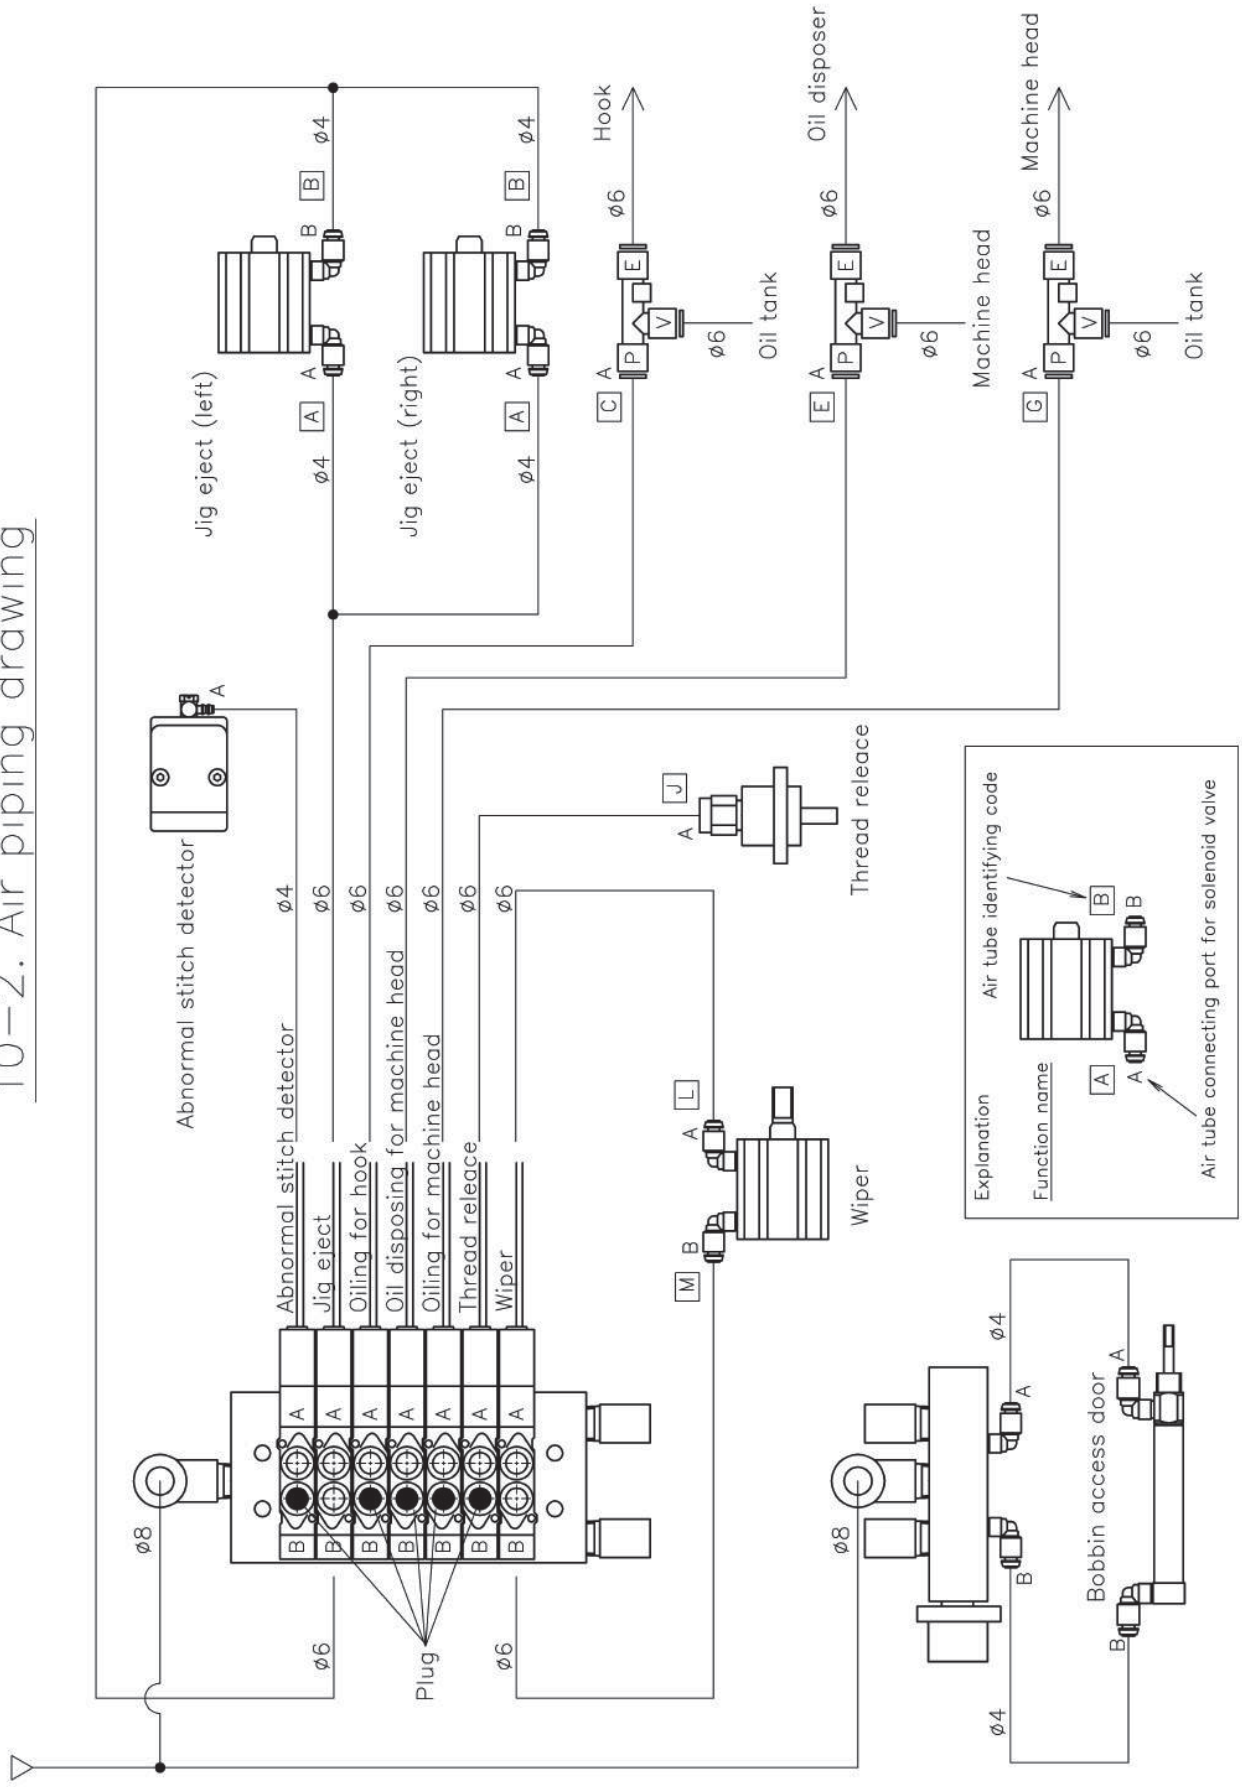 10-2. Air piping drawing
Abnormal stitch detector
A
Jig eject (left)
A
A
ø4
B
B
ø4
Jig eject (right)
A
A
ø4
B
B
ø4
ø8
Abnormal stitch detector
ø4
Jig eject
ø6
Oiling for hook
ø6
Oil disposing for machine head
ø6
Oiling for machine head
ø6
Thread releace
ø6
Wiper
ø6
B A
B A
B A
B A
B A
B A
B A
ø6
Plug
ø6
C
A
P
V
E
ø6
Hook
ø6
Oil tank
E
A
P
V
E
ø6
Oil disposer
ø6
Machine head
G
A
P
V
E
ø6
Machine head
ø6
Oil tank
J
A
Thread releace
M
B
A
L
Wiper
ø8
B
A
ø4
ø4
Bobbin access door
B
A
Explanation
Air tube identifying code
Function name
A
A
B
B
Air tube connecting port for solenoid valve